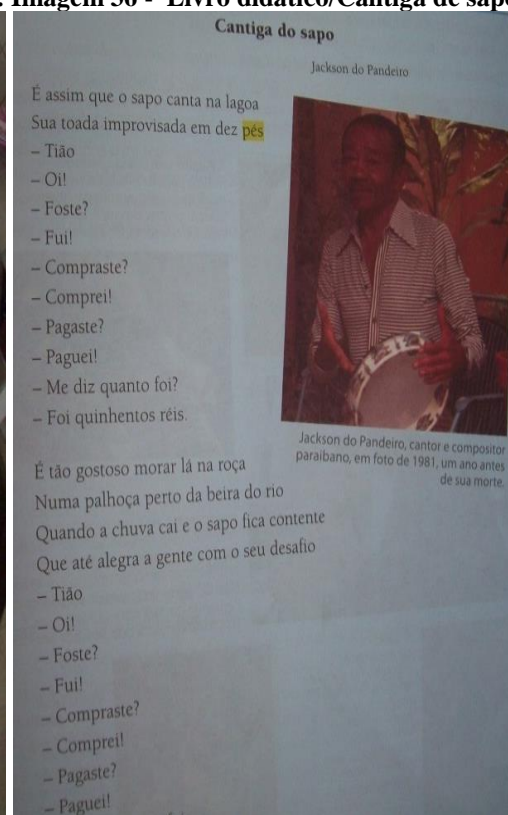 Imagem 36 - Livro didático/Cantiga de sapo
Cantiga do sapo
Jackson do Pandeiro
É assim que o sapo canta na lagoa
Sua toada improvisada em dez pés
– Tião
– Oi!
– Foste?
– Fui!
– Compraste?
– Comprei!
– Pagaste?
– Paguei!
– Me diz quanto foi?
– Foi quinhentos réis.
Jackson do Pandeiro, cantor e compositor
paraibano, em foto de 1981, um ano antes
de sua morte.
É tão gostoso morar lá na roça
Numa palhoça perto da beira do rio
Quando a chuva cai e o sapo fica contente
Que até alegra a gente com o seu desafio
– Tião
– Oi!
– Foste?
– Fui!
– Compraste?
– Comprei!
– Pagaste?
– Paguei!